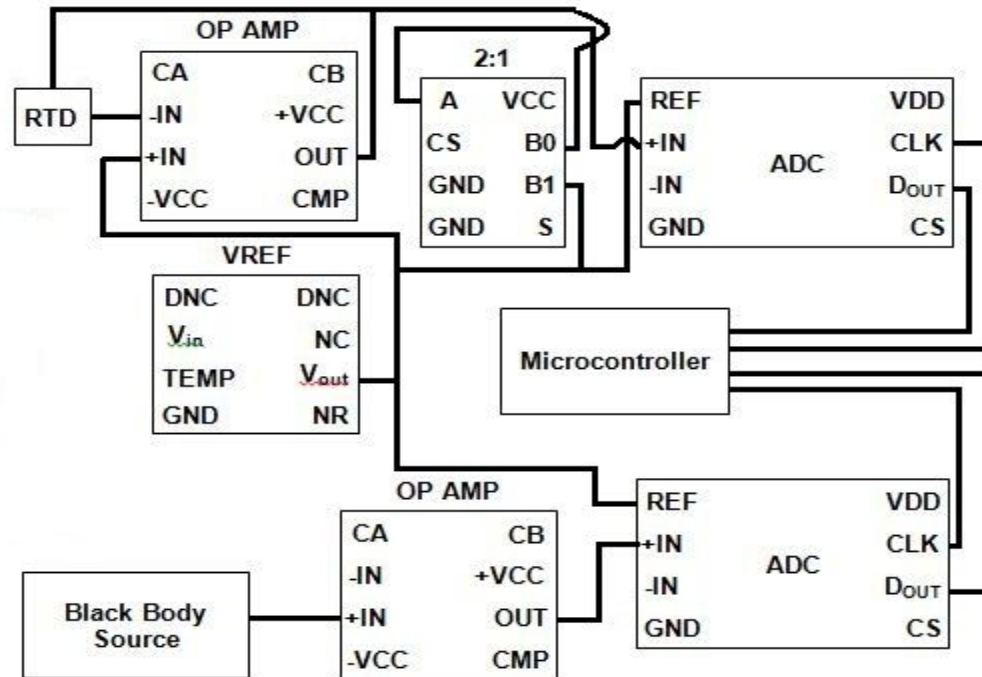 OP AMP
CA CB
-IN +VCC
+IN OUT
-VCC CMP
RTD
2:1
A VCC
CS B0
GND B1
GND S
REF VDD
+IN CLK
-IN DOUT
GND CS
ADC
VREF
DNC DNC
Vin NC
TEMP Vout
GND NR
Microcontroller
OP AMP
CA CB
-IN +VCC
+IN OUT
-VCC CMP
Black Body
Source
REF VDD
+IN CLK
-IN DOUT
GND CS
ADC